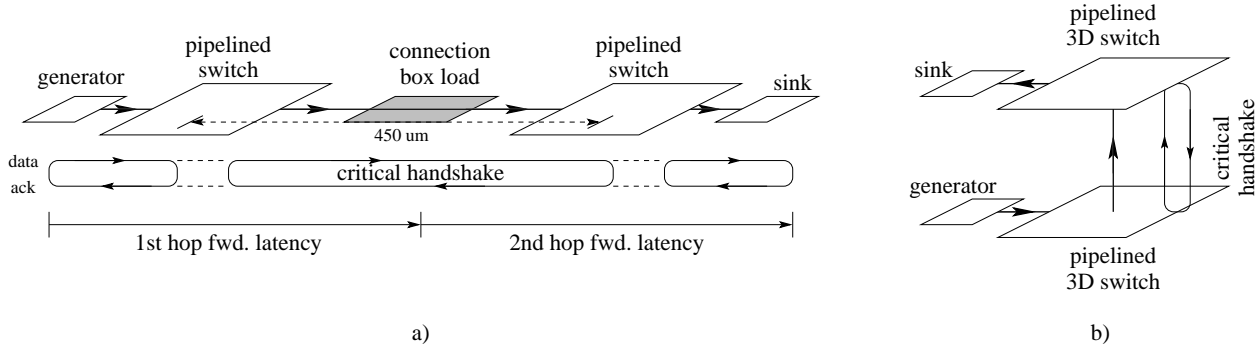 generator
pipelined
switch
connection
box load
pipelined
switch
sink
450 um
data
ack
critical handshake
1st hop fwd. latency
2nd hop fwd. latency
a)
pipelined
3D switch
sink
generator
critical
handshake
pipelined
3D switch
b)